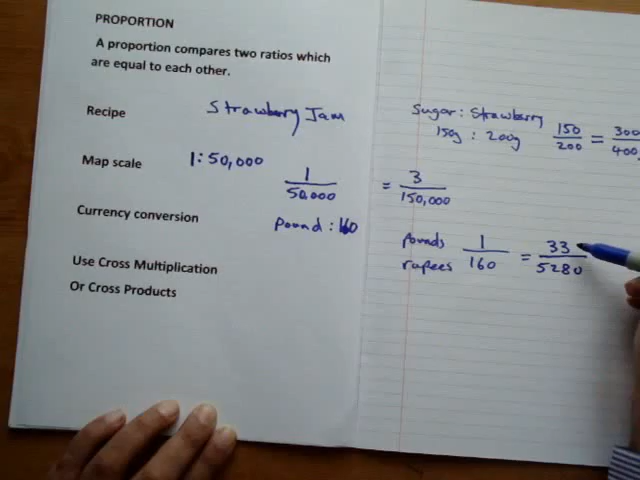 PROPORTION
A proportion compares two ratios which
are equal to each other.
Recipe
Strawberry Jam
Map scale
1:50,000
1
50,000
= 3
150,000
Currency conversion
Pound : 160
Use Cross Multiplication
Or Cross Products
Sugar : Strawberry
150g : 200g
150
200
= 300
400
pounds 1
rupees 160
= 33
5280